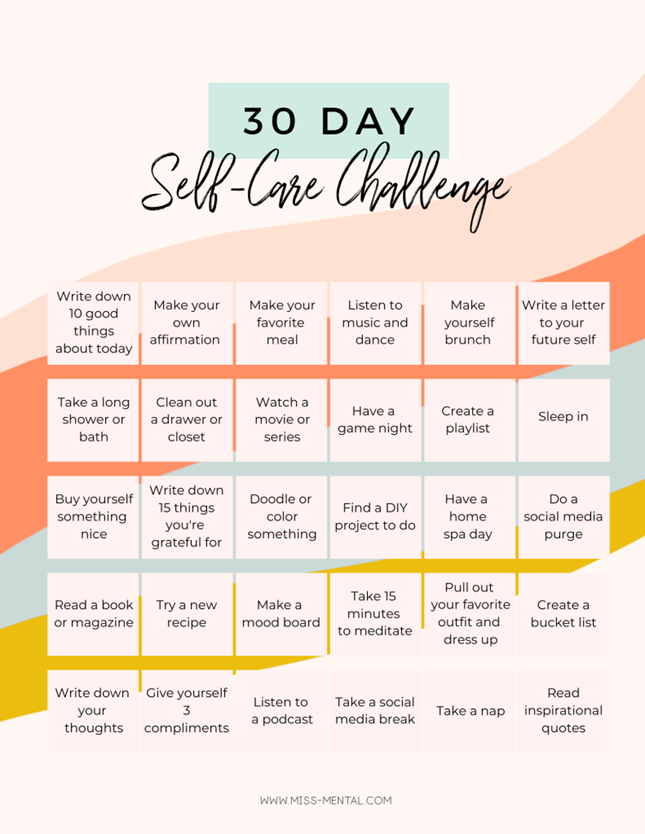 30 DAY
Self-Care Challenge
Write down
10 good
things
about today
Make your
own
affirmation
Make your
favorite
meal
Listen to
music and
dance
Make
yourself
brunch
Write a letter
to your
future self
Take a long
shower or
bath
Clean out
a drawer or
closet
Watch a
movie or
series
Have a
game night
Create a
playlist
Sleep in
Buy yourself
something
nice
Write down
15 things
you're
grateful for
Doodle or
color
something
Find a DIY
project to do
Have a
home
spa day
Do a
social media
purge
Read a book
or magazine
Try a new
recipe
Make a
mood board
Take 15
minutes
to meditate
Pull out
your favorite
outfit and
dress up
Create a
bucket list
Write down
your
thoughts
Give yourself
3
compliments
Listen to
a podcast
Take a social
media break
Take a nap
Read
inspirational
quotes
WWW.MISS-MENTAL.COM